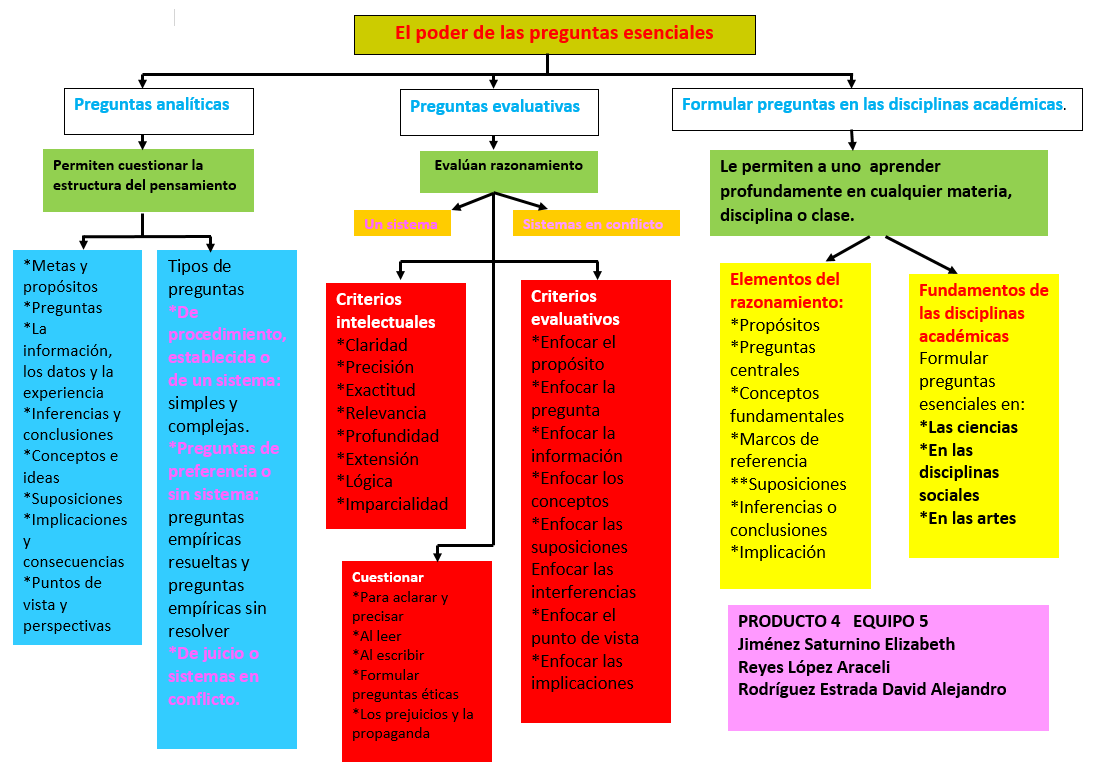 El poder de las preguntas esenciales
Preguntas analíticas
Permiten cuestionar la
estructura del pensamiento
*Metas y
propósitos
*Preguntas
*La
información,
los datos y la
experiencia
*Inferencias y
conclusiones
*Conceptos e
ideas
*Suposiciones
*Implicaciones
y
consecuencias
*Puntos de
vista y
perspectivas
Tipos de
preguntas
*De
procedimiento,
establecida o
de un sistema:
simples y
complejas.
*Preguntas de
preferencia o
sin sistema:
preguntas
empíricas
resueltas y
preguntas
empíricas sin
resolver
*De juicio o
sistemas en
conflicto.
Preguntas evaluativas
Evalúan razonamiento
Un sistema
Sistemas en conflicto
Criterios
intelectuales
*Claridad
*Precisión
*Exactitud
*Relevancia
*Profundidad
*Extensión
*Lógica
*Imparcialidad
Criterios
evaluativos
*Enfocar el
propósito
*Enfocar la
pregunta
*Enfocar la
información
*Enfocar los
conceptos
*Enfocar las
suposiciones
Enfocar las
interferencias
*Enfocar el
punto de vista
*Enfocar las
implicaciones
Cuestionar
*Para aclarar y
precisar
*Al leer
*Al escribir
*Formular
preguntas éticas
*Los prejuicios y la
propaganda
Formular preguntas en las disciplinas académicas.
Le permiten a uno aprender
profundamente en cualquier materia,
disciplina o clase.
Elementos del
razonamiento:
*Propósitos
*Preguntas
centrales
*Conceptos
fundamentales
*Marcos de
referencia
**Suposiciones
*Inferencias o
conclusiones
*Implicación
Fundamentos de
las disciplinas
académicas
Formular
preguntas
esenciales en:
*Las ciencias
*En las
disciplinas
sociales
*En las artes
PRODUCTO 4 EQUIPO 5
Jiménez Saturnino Elizabeth
Reyes López Araceli
Rodríguez Estrada David Alejandro